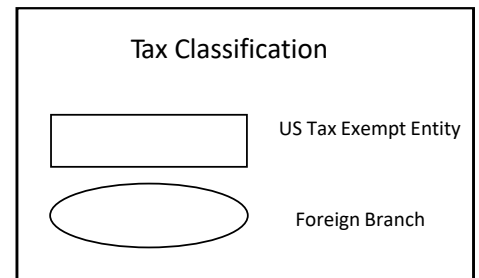 Tax Classification
US Tax Exempt Entity
Foreign Branch